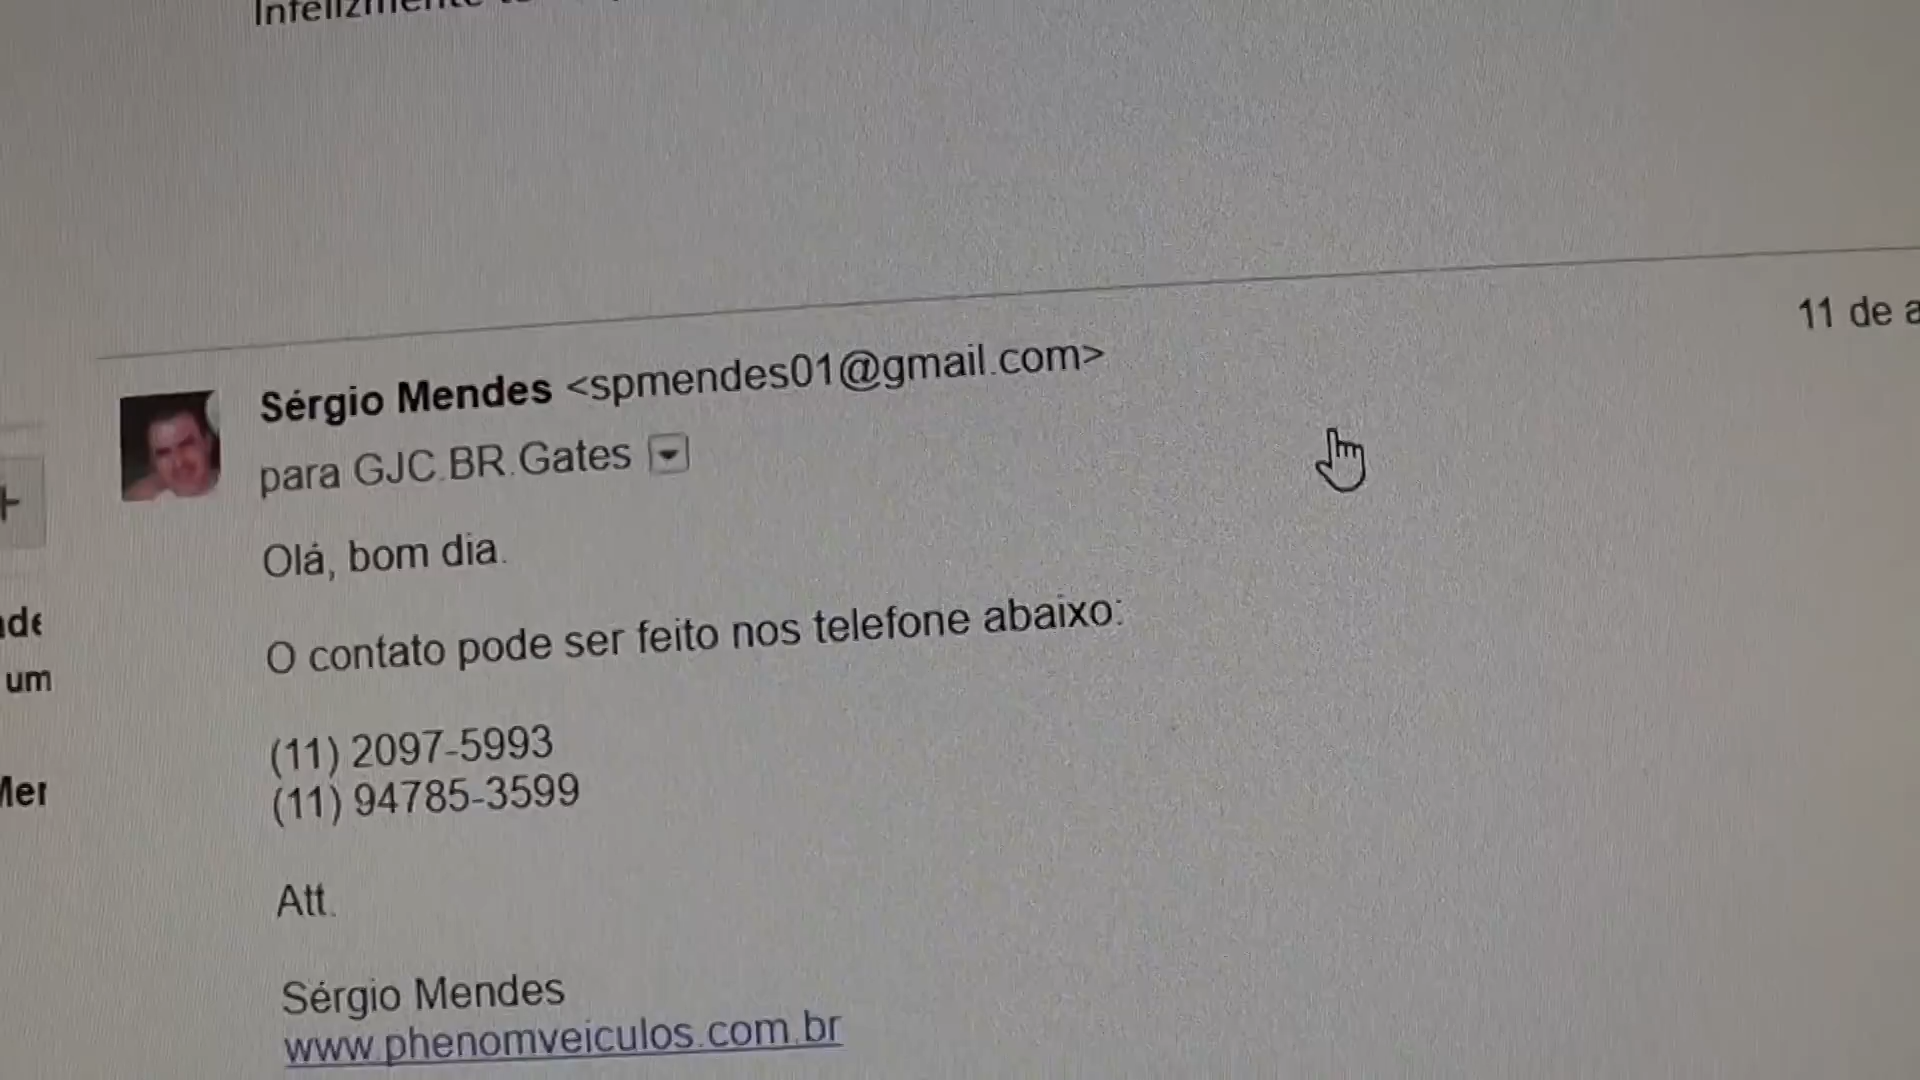 11 de
Sérgio Mendes <spmendes01@gmail.com>
para GJC.BR.Gates
Olá, bom dia.
O contato pode ser feito nos telefone abaixo:
(11) 2097-5993
(11) 94785-3599
Att.
Sérgio Mendes
www.phenomveiculos.com.br
um